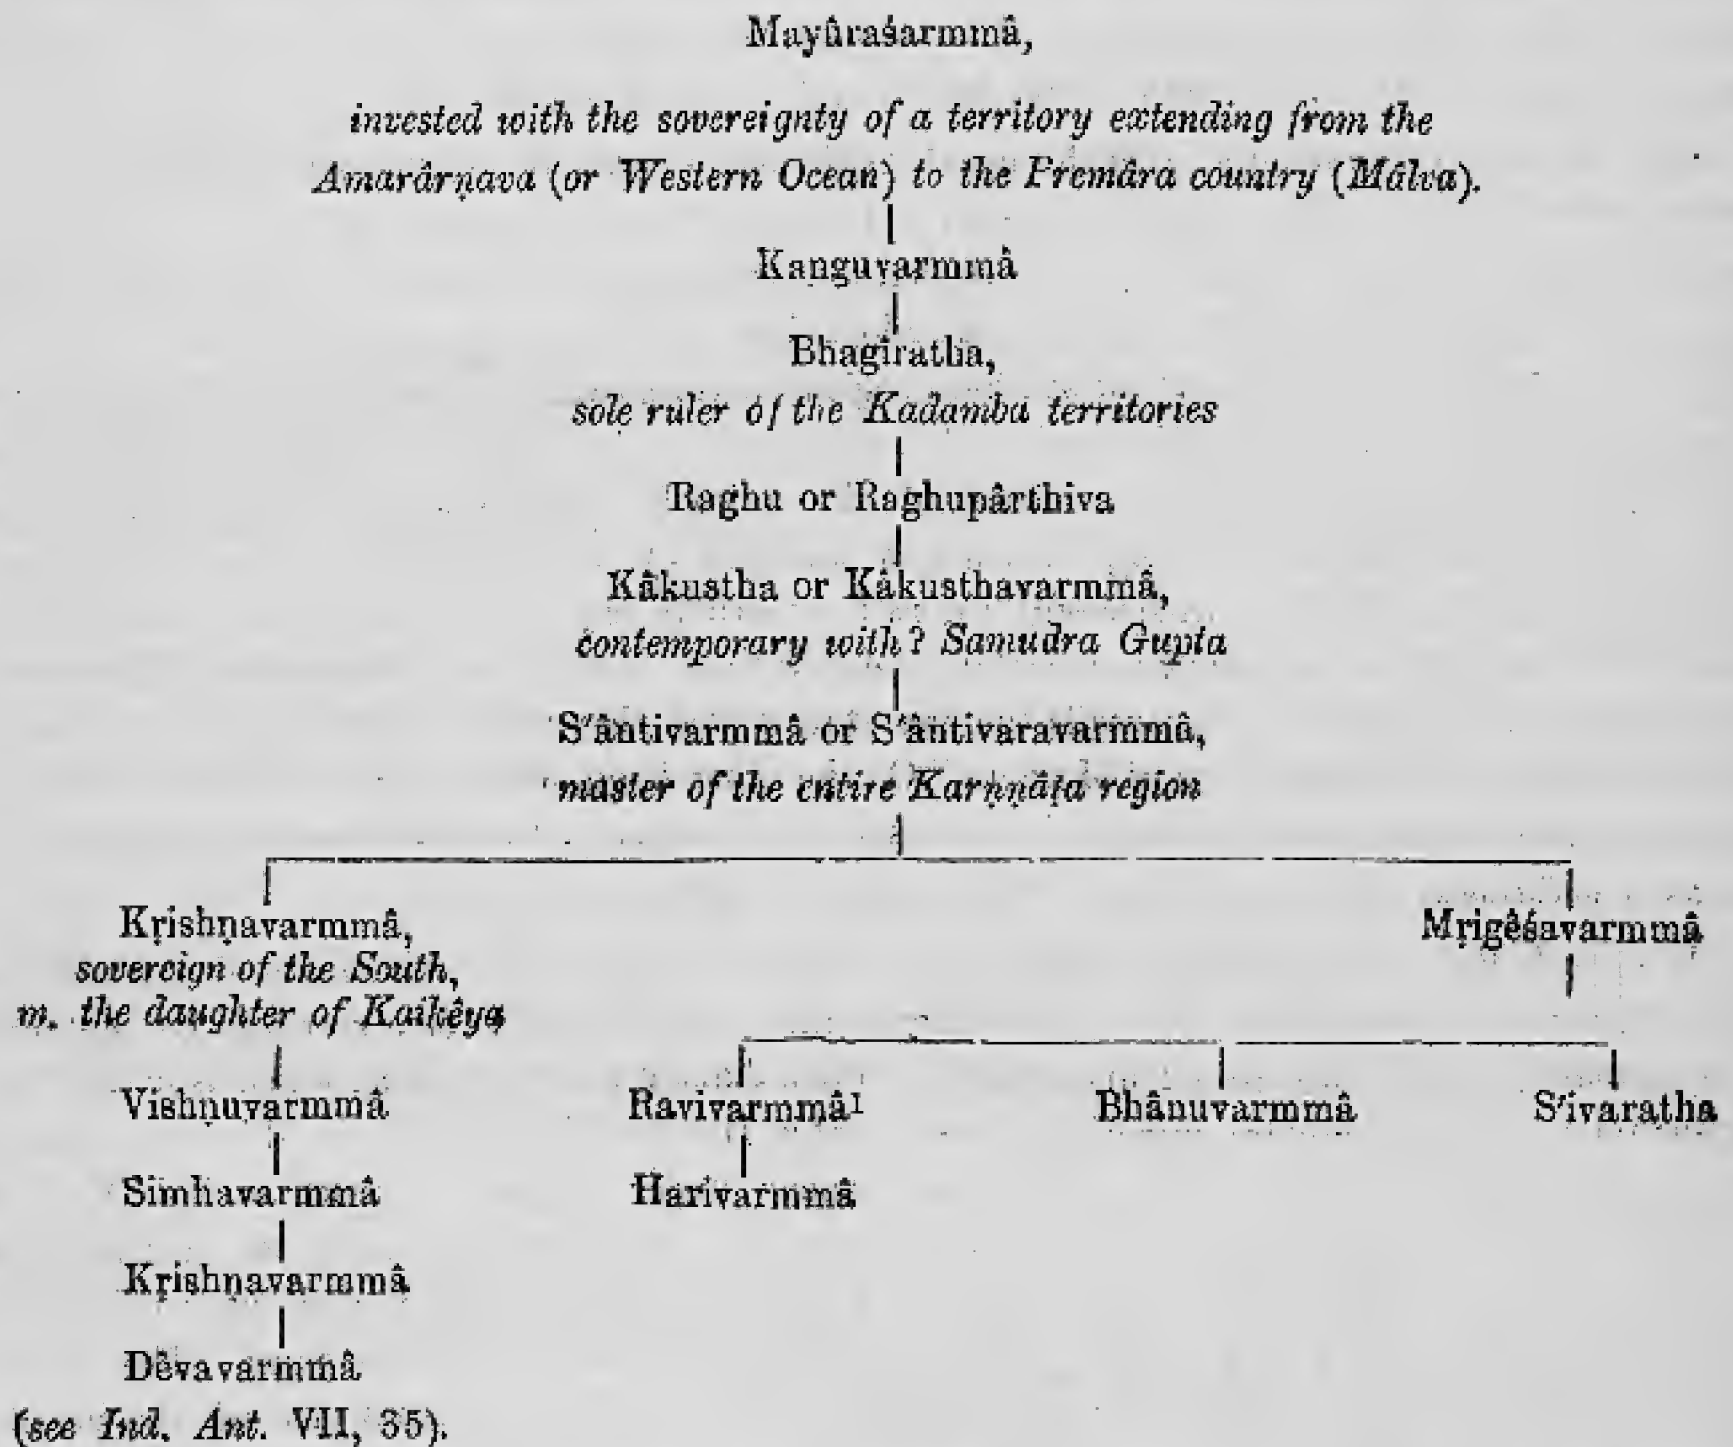 Mayûraśarmmâ,
invested with the sovereignty of a territory extending from the
Amarârṇava (or Western Ocean) to the Premâra country (Mâlva).
Kanguvarmmâ
Bhagîratha,
sole ruler of the Kadamba territories
Raghu or Raghupârthiva
Kâkustha or Kâkusthavarmmâ,
contemporary with ? Samudra Gupta
S'ântivarmmâ or S'ântivaravarmmâ,
master of the entire Karṇṇâṭa region
Kṛishṇavarmmâ,
sovereign of the South,
m. the daughter of Kaikêya
Mṛigêśavarmmâ
Vishṇuvarmmâ
Ravivarmmâ¹
Bhânuvarmmâ
S'ivaratha
Simhavarmmâ
Harivarmmâ
Kṛishṇavarmmâ
Dêvavarmmâ
(see Ind. Ant. VII, 35).